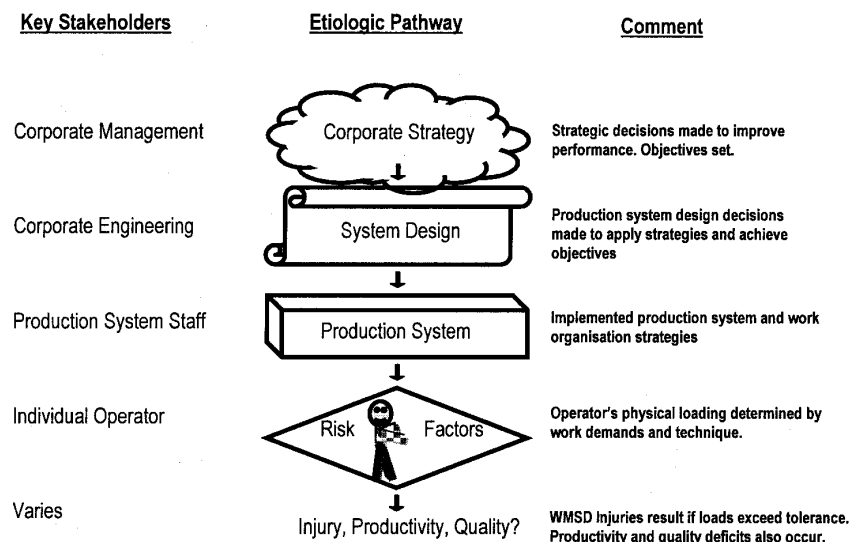 Key Stakeholders Etiologic Pathway Comment
Corporate Management Corporate Strategy Strategic decisions made to improve
performance. Objectives set.
Corporate Engineering System Design Production system design decisions
made to apply strategies and achieve
objectives
Production System Staff Production System Implemented production system and work
organisation strategies
Individual Operator Risk Factors Operator's physical loading determined by
work demands and technique.
Varies Injury, Productivity, Quality? WMSD Injuries result if loads exceed tolerance.
Productivity and quality deficits also occur.